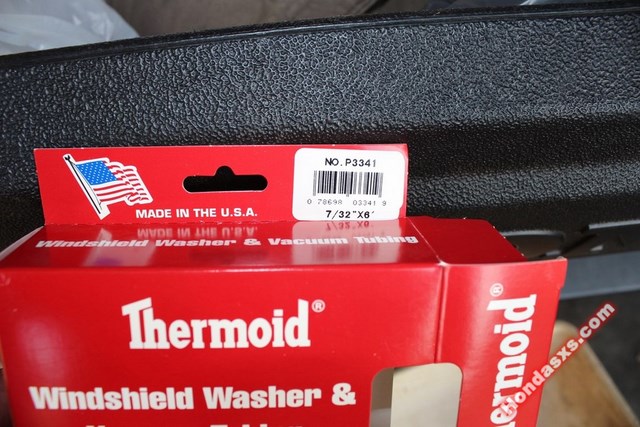 NO. P3341
0 78698 03341 9
7/32"X6'
MADE IN THE U.S.A.
Windshield Washer & Vacuum Tubing
Thermoid®
Windshield Washer &
ermoid®
Hondasxs.com